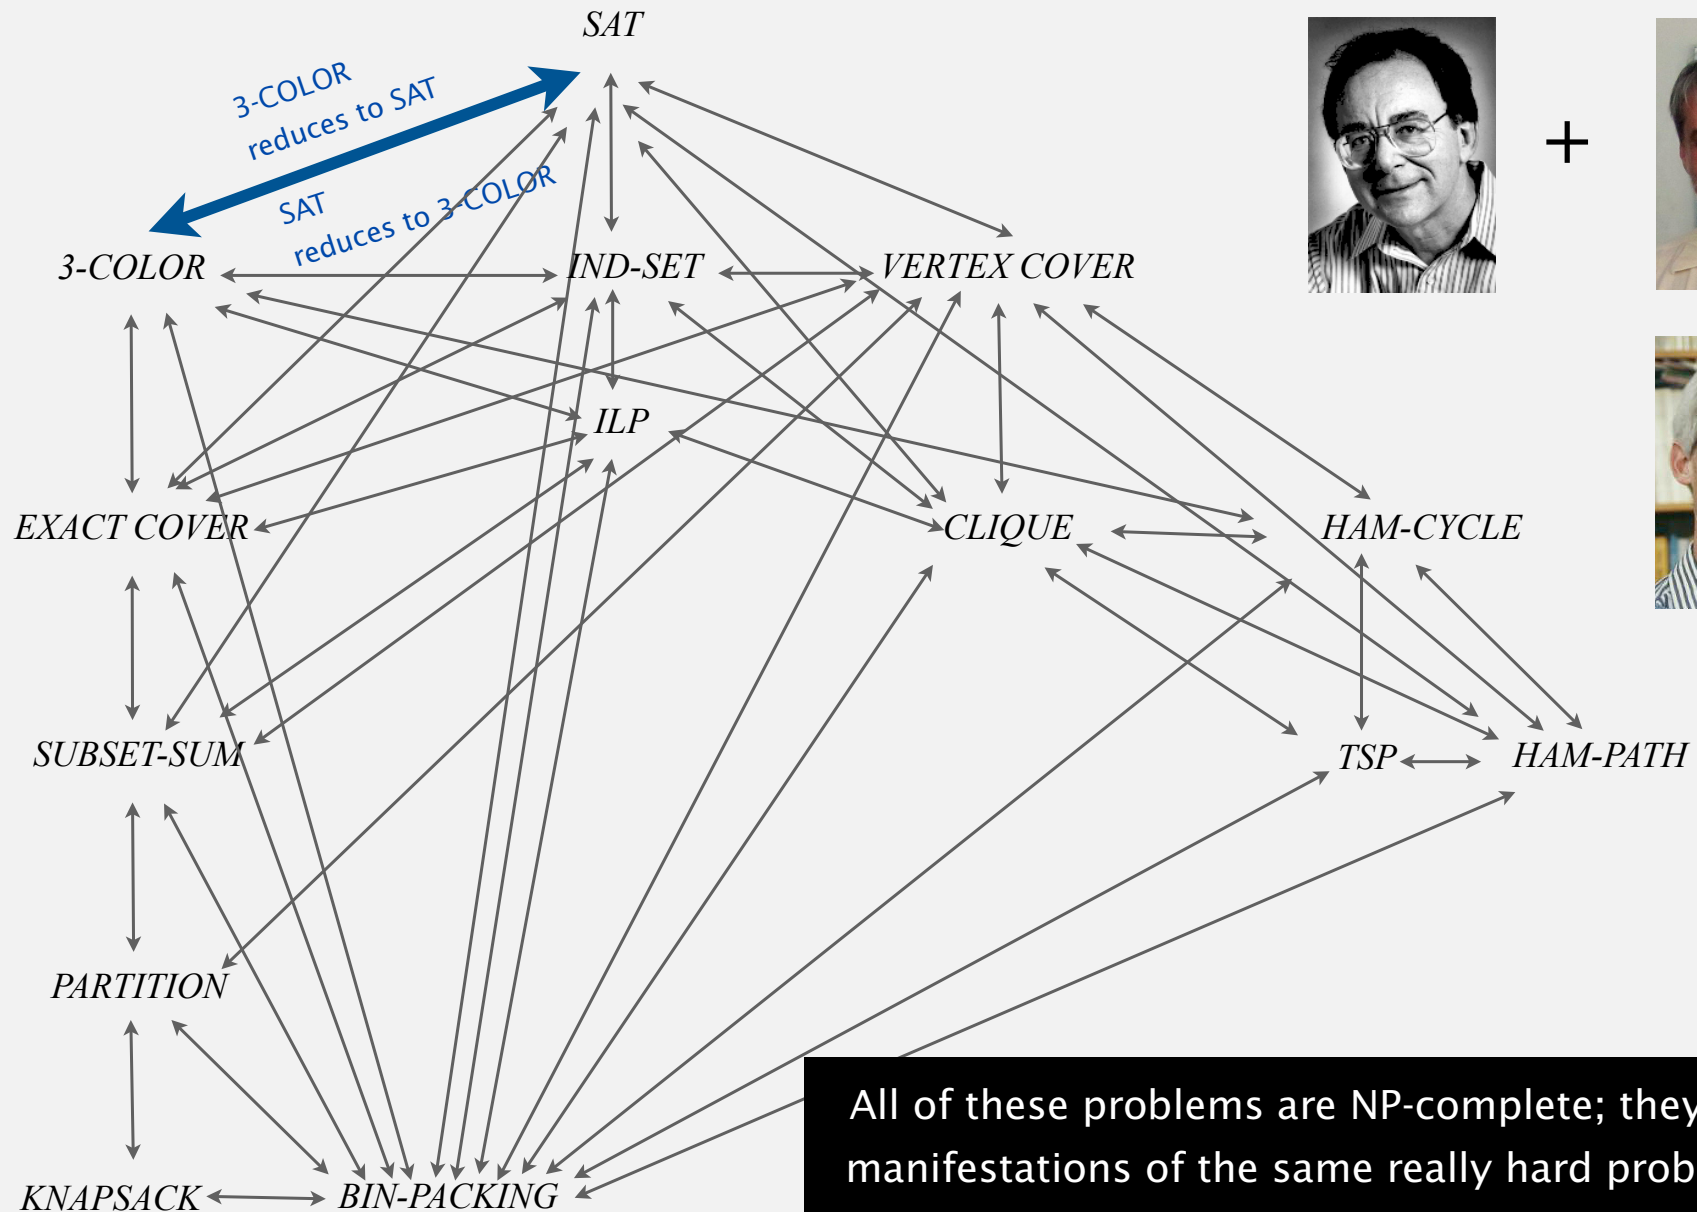 SAT
3-COLOR
reduces to SAT
SAT
reduces to 3-COLOR
+
3-COLOR
IND-SET
VERTEX COVER
ILP
EXACT COVER
CLIQUE
HAM-CYCLE
SUBSET-SUM
TSP
HAM-PATH
PARTITION
All of these problems are NP-complete; they
manifestations of the same really hard prob
KNAPSACK
BIN-PACKING